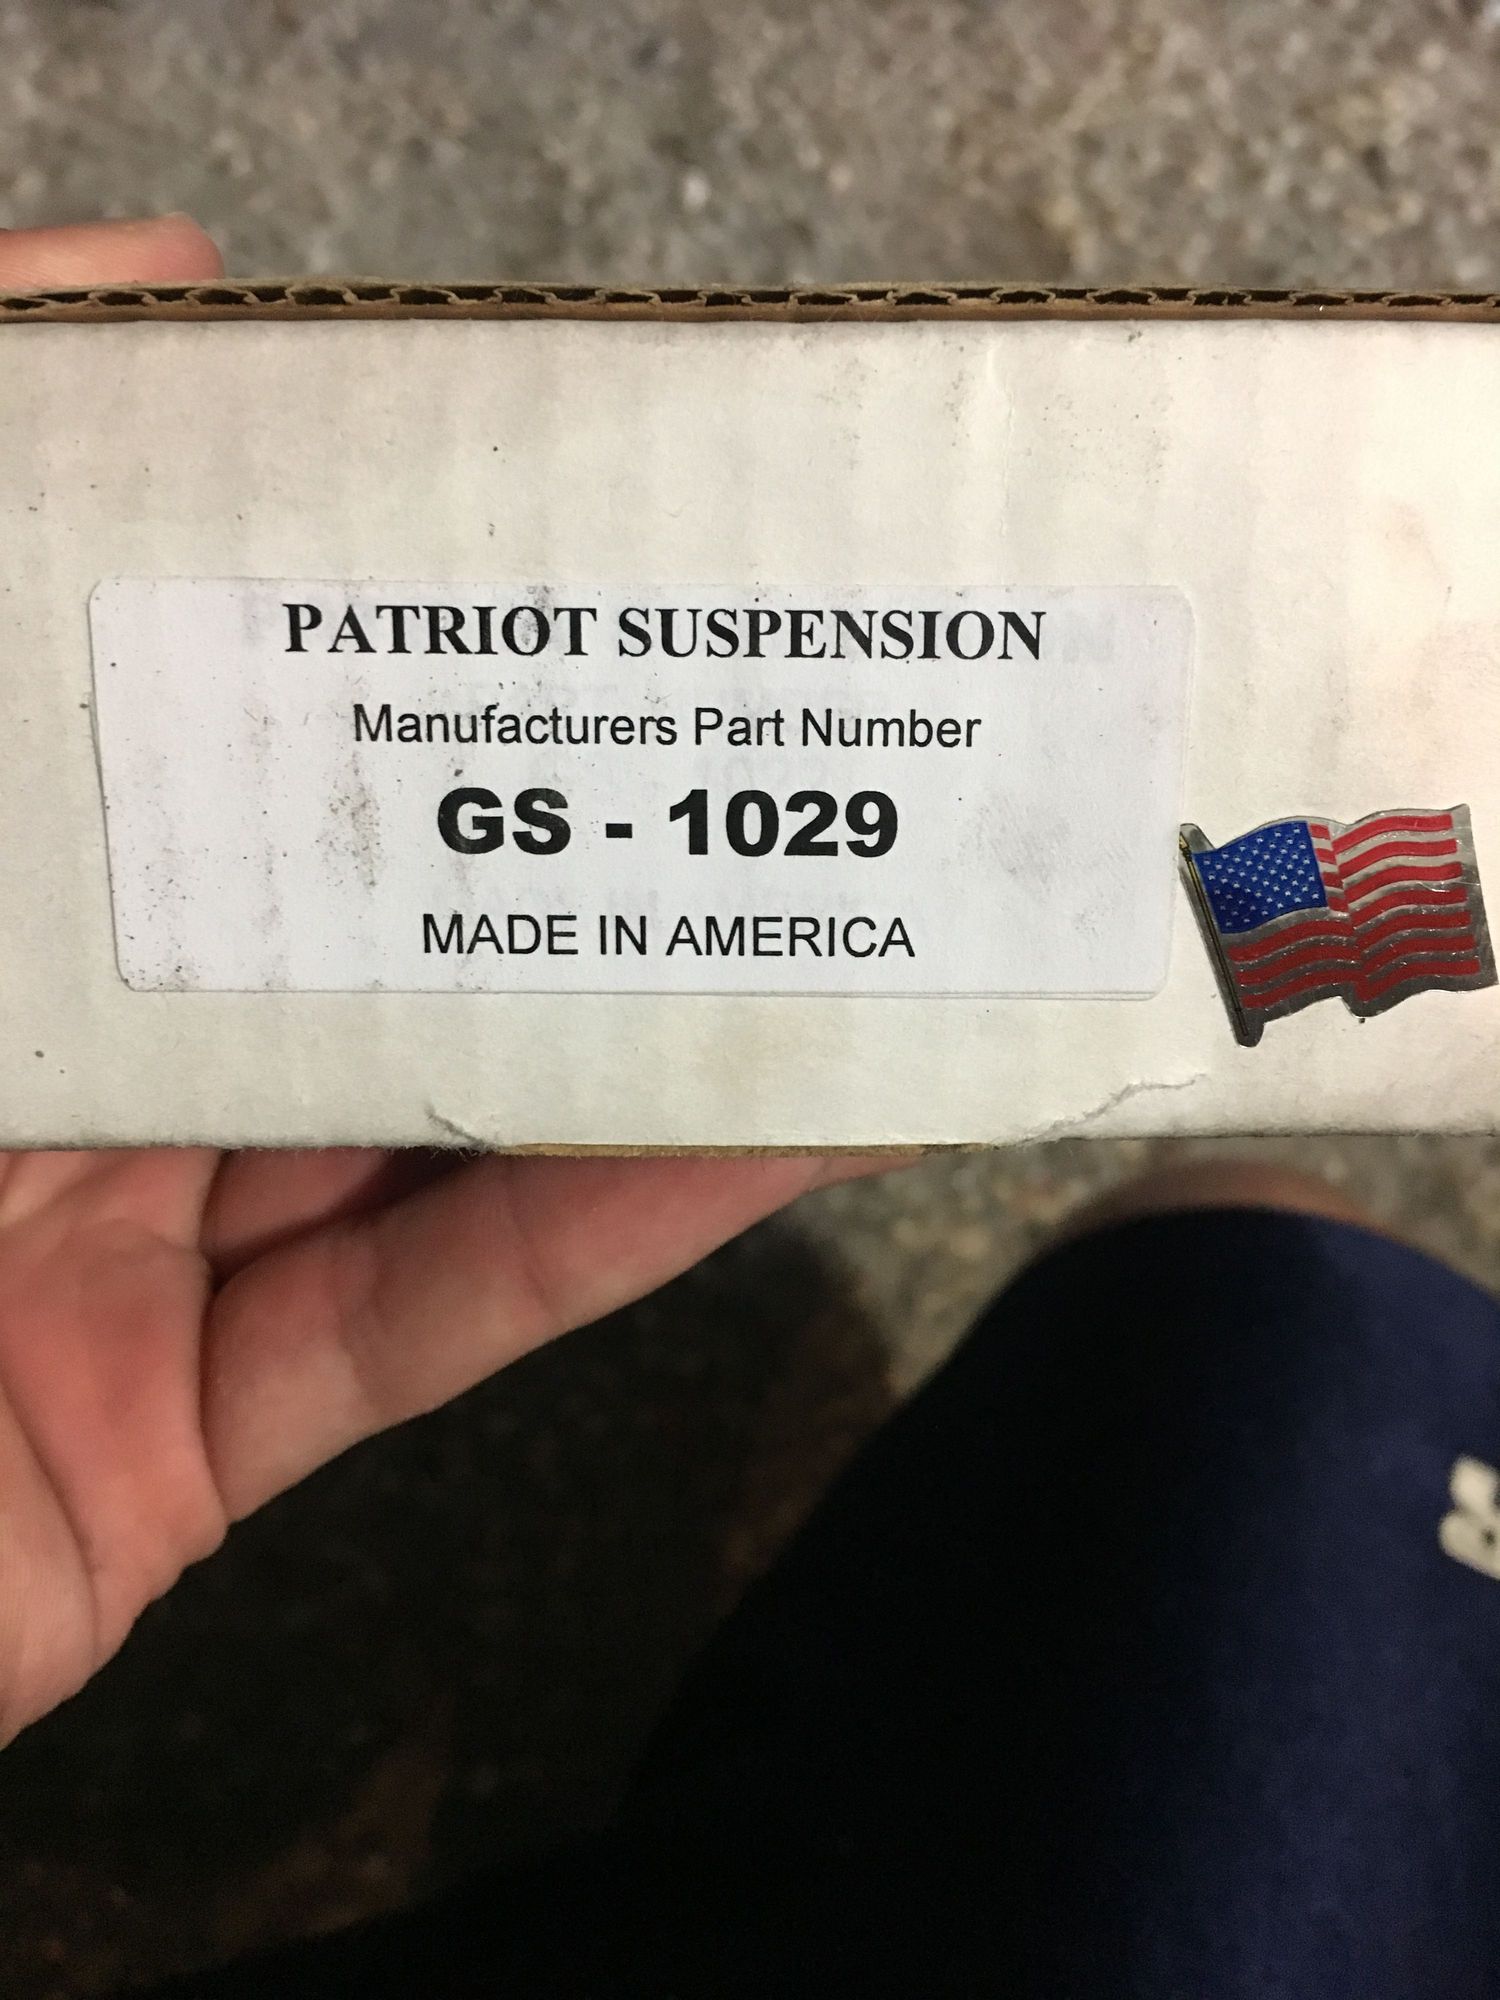 PATRIOT SUSPENSION
Manufacturers Part Number
GS - 1029
MADE IN AMERICA